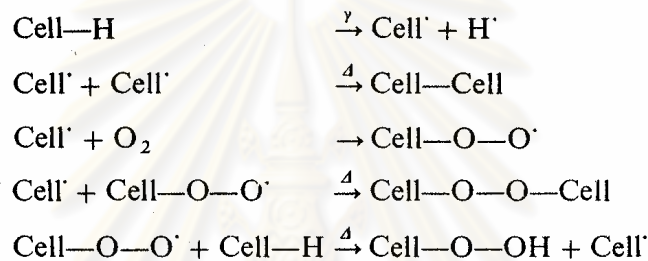 Cell—H →^γ Cell˙ + H˙
Cell˙ + Cell˙ →^Δ Cell—Cell
Cell˙ + O₂ → Cell—O—O˙
Cell˙ + Cell—O—O˙ →^Δ Cell—O—O—Cell
Cell—O—O˙ + Cell—H →^Δ Cell—O—OH + Cell˙